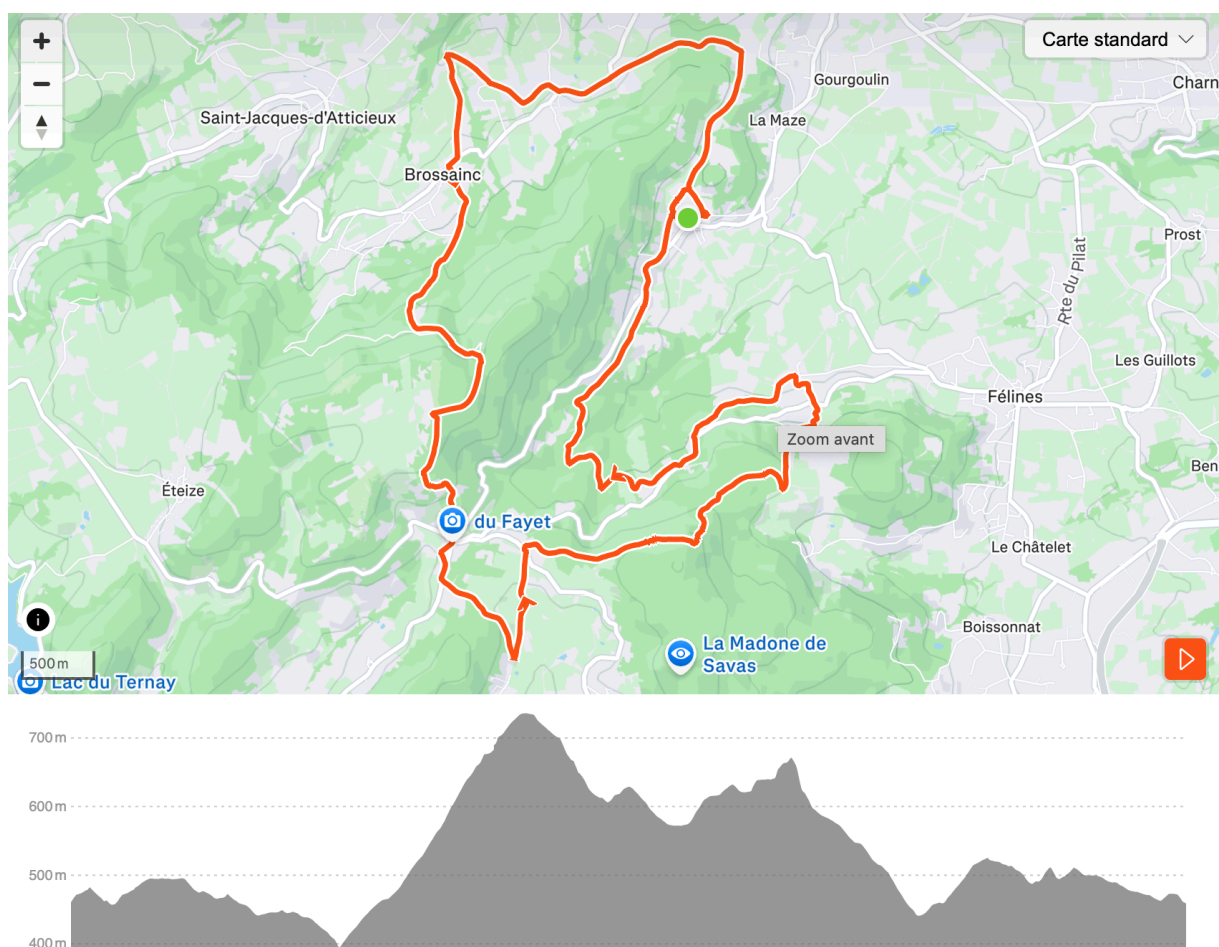 +
Carte standard
−
Gourgoulin
Charn
Saint-Jacques-d'Atticieux
La Maze
Brossainc
Prost
Rte du Pilat
Les Guillots
Félines
Zoom avant
Ben
Éteize
du Fayet
Le Châtelet
i
Boissonnat
La Madone de
Savas
500 m
Lac du Ternay
700 m
600 m
500 m
400 m